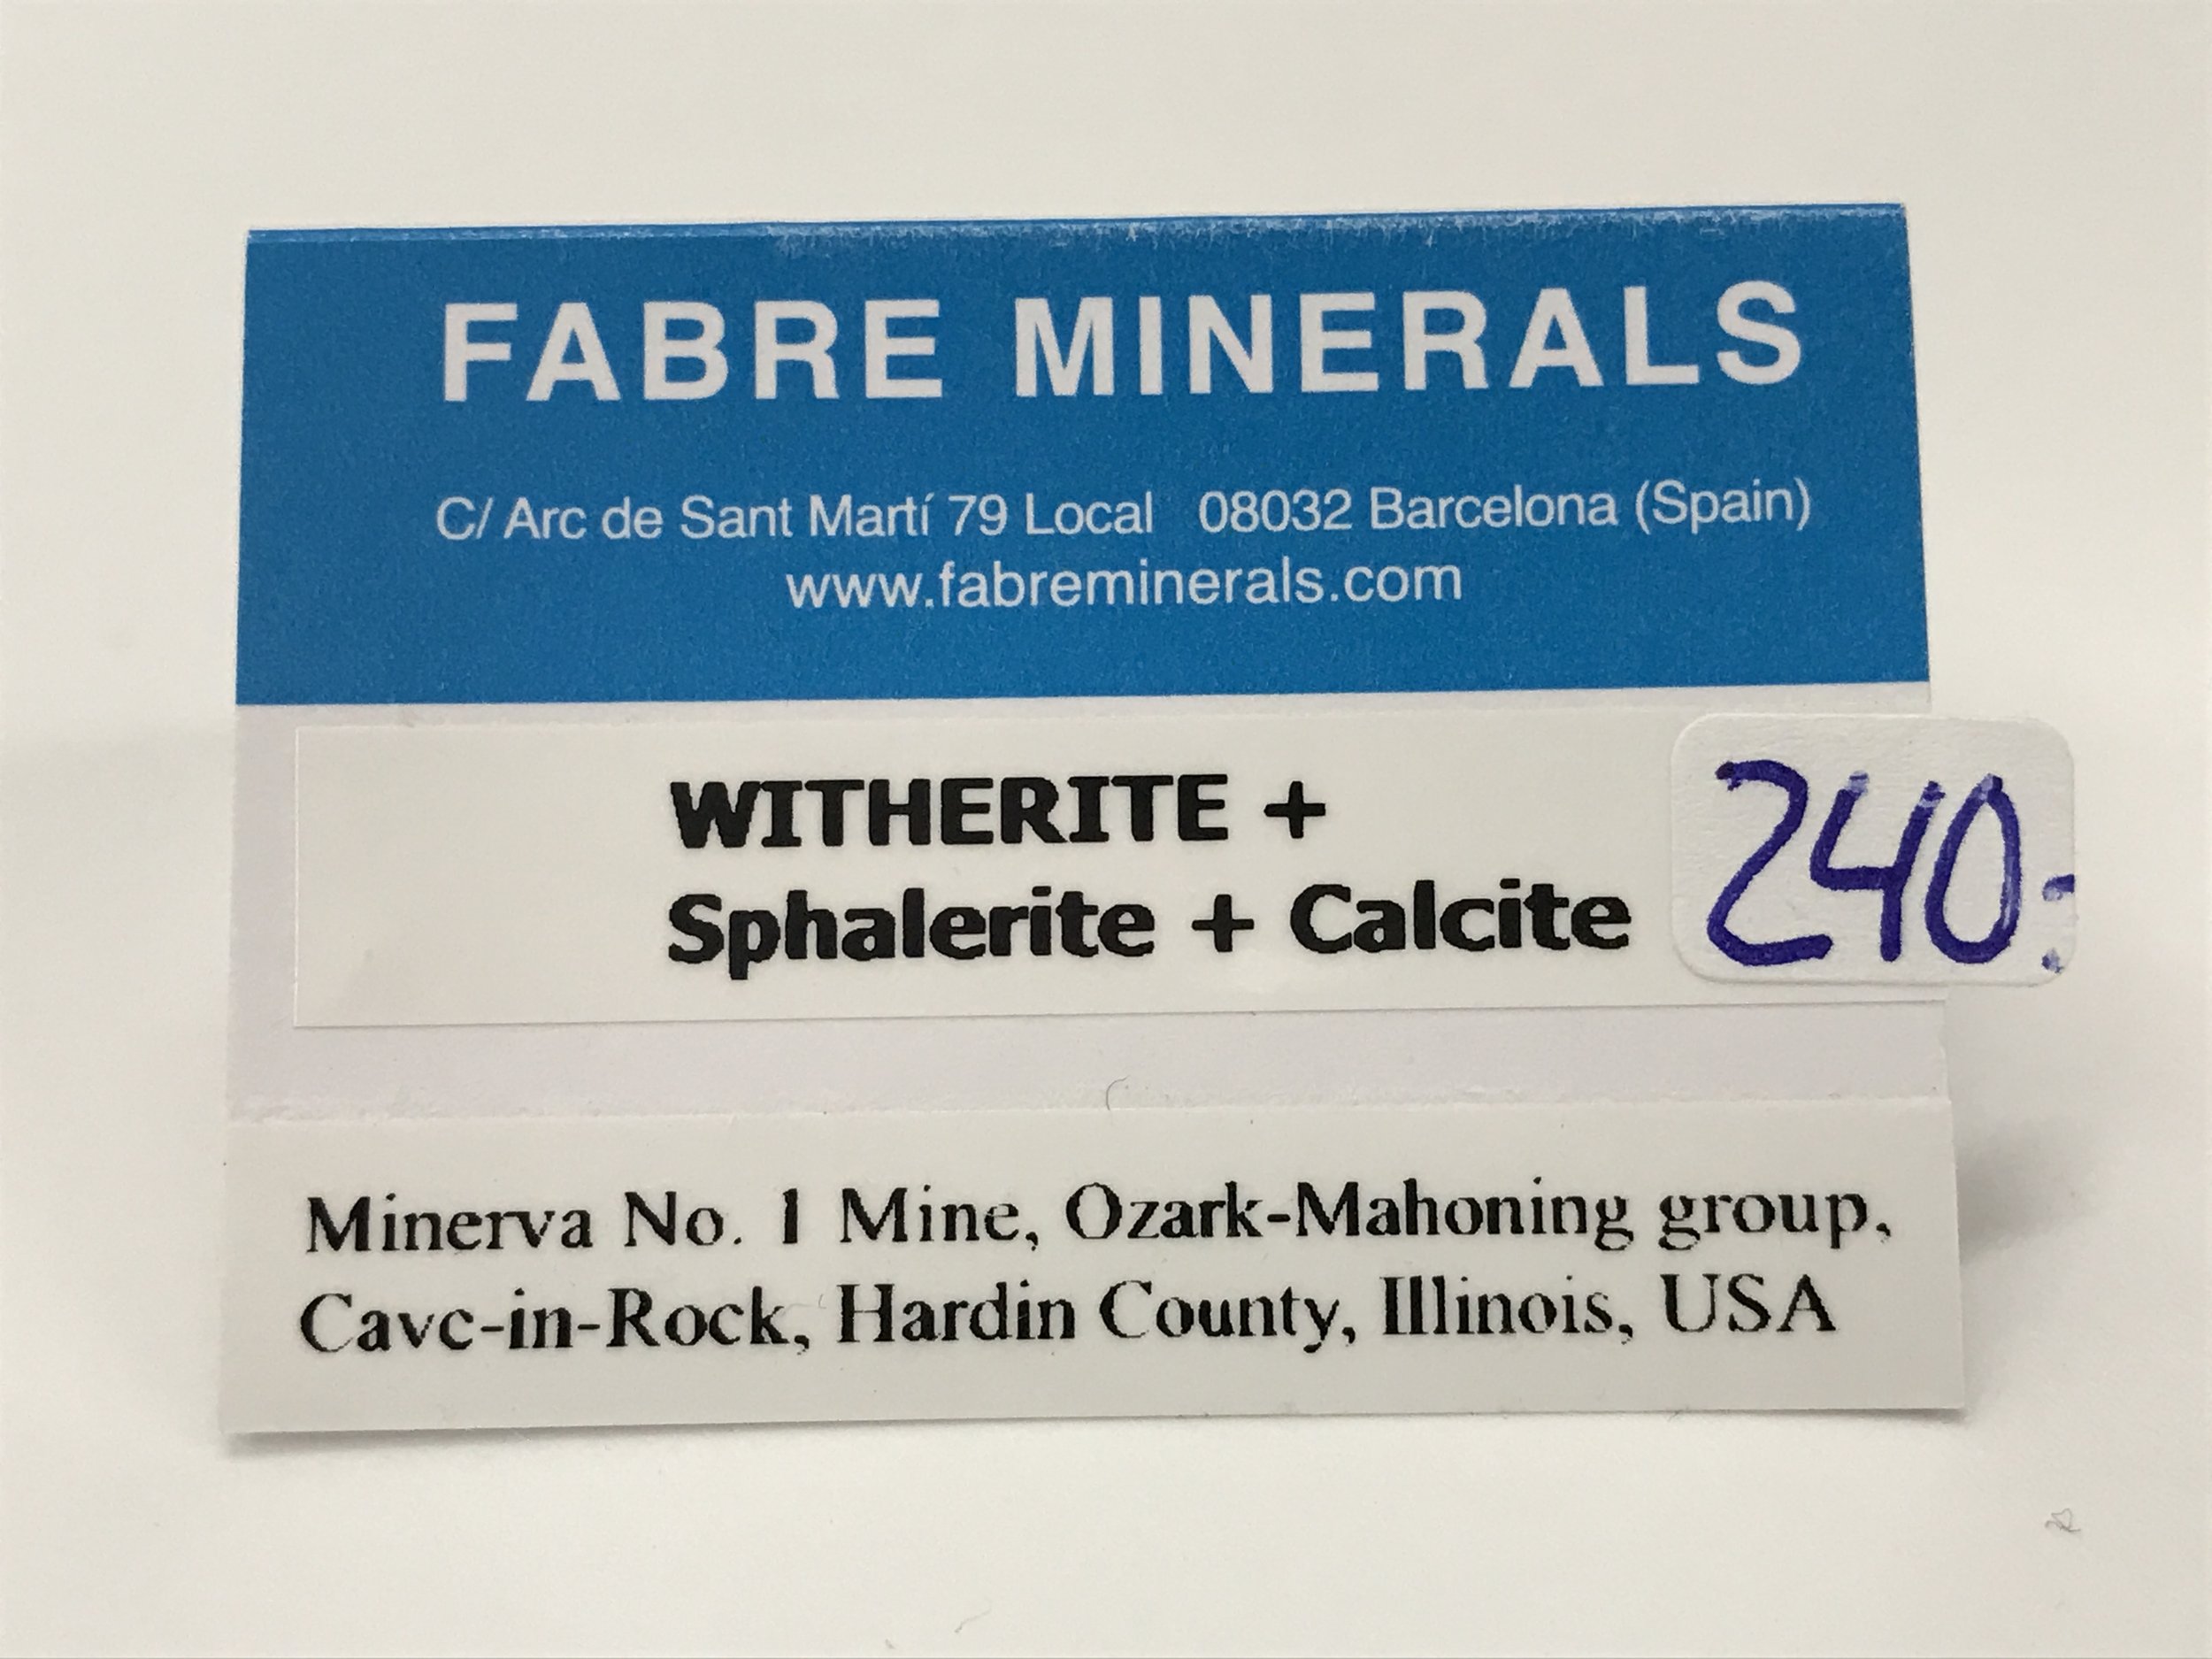 FABRE MINERALS
C/ Arc de Sant Martí 79 Local 08032 Barcelona (Spain)
www.fabreminerals.com
WITHERITE +
Sphalerite + Calcite
240.-
Minerva No. 1 Mine, Ozark-Mahoning group,
Cave-in-Rock, Hardin County, Illinois, USA